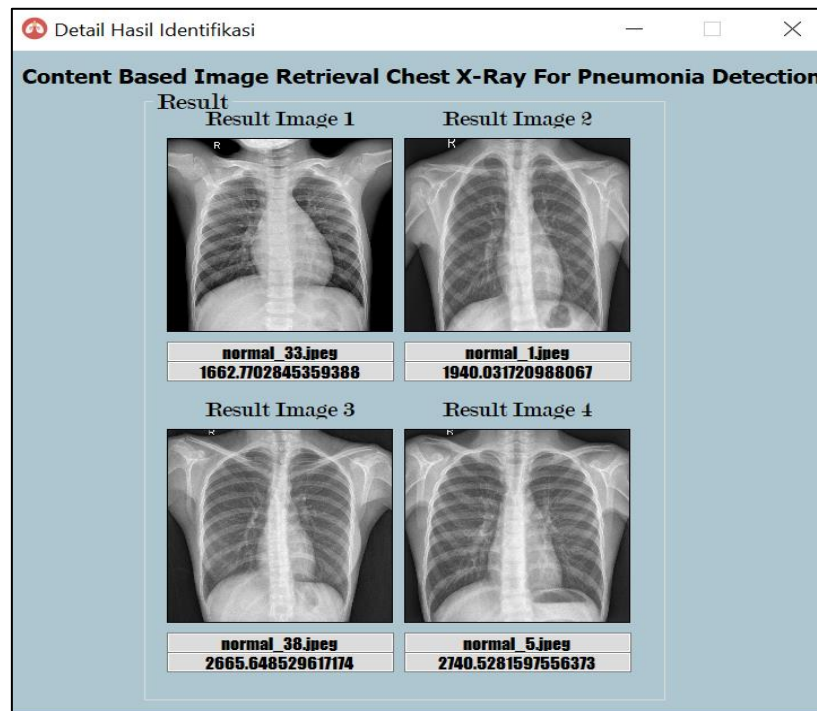 Detail Hasil Identifikasi
Content Based Image Retrieval Chest X-Ray For Pneumonia Detection
Result
Result Image 1
Result Image 2
R
R
normal_33.jpeg
normal_1.jpeg
1662.7702845359388
1940.031720988067
Result Image 3
Result Image 4
R
R
normal_38.jpeg
normal_5.jpeg
2665.648529617174
2740.5281597556373